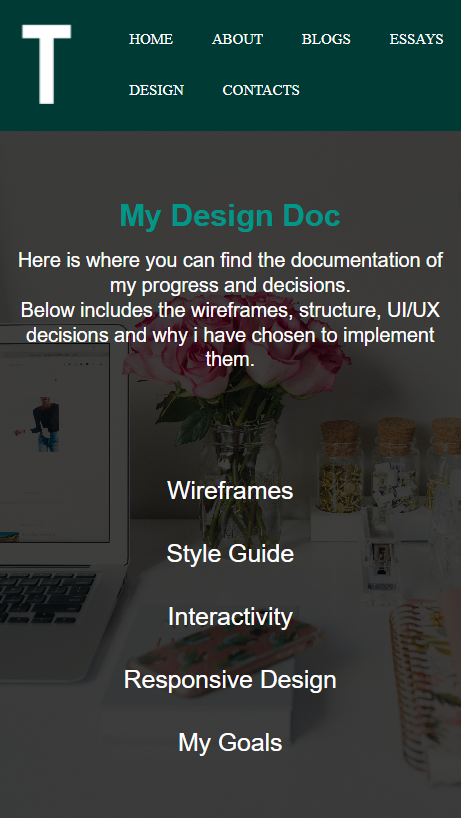 T
HOME ABOUT BLOGS ESSAYS
DESIGN CONTACTS
My Design Doc
Here is where you can find the documentation of
my progress and decisions.
Below includes the wireframes, structure, UI/UX
decisions and why i have chosen to implement
them.
Wireframes
Style Guide
Interactivity
Responsive Design
My Goals